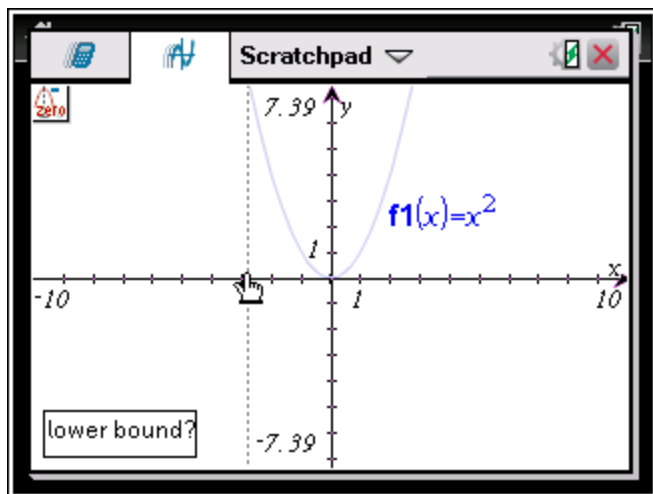 Scratchpad
zero
7.39 y
f1(x)=x²
1
x
-10 1 10
lower bound?
-7.39